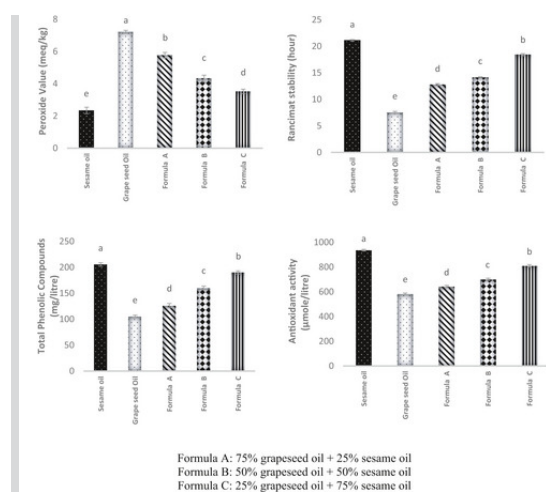 Peroxide Value (meq/kg)
8
6
4
2
0
e
a
b
c
d
Sesame oil
Grape seed Oil
Formula A
Formula B
Formula C
Rancimat stability (hour)
25
20
15
10
5
0
a
e
d
c
b
Sesame oil
Grape seed Oil
Formula A
Formula B
Formula C
Total Phenolic Compounds
(mg/litre)
250
200
150
100
50
0
a
e
d
c
b
Sesame oil
Grape seed Oil
Formula A
Formula B
Formula C
Antioxidant activity
(µmole/litre)
1000
800
600
400
200
0
a
e
d
c
b
Sesame oil
Grape seed Oil
Formula A
Formula B
Formula C
Formula A: 75% grapeseed oil + 25% sesame oil
Formula B: 50% grapeseed oil + 50% sesame oil
Formula C: 25% grapeseed oil + 75% sesame oil